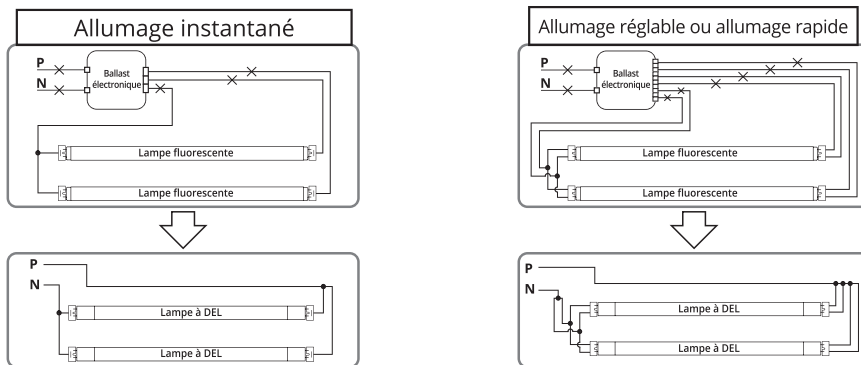 Allumage instantané
P
N
Ballast
électronique
Lampe fluorescente
Lampe fluorescente
P
N
Lampe à DEL
Lampe à DEL
Allumage réglable ou allumage rapide
P
N
Ballast
électronique
Lampe fluorescente
Lampe fluorescente
P
N
Lampe à DEL
Lampe à DEL